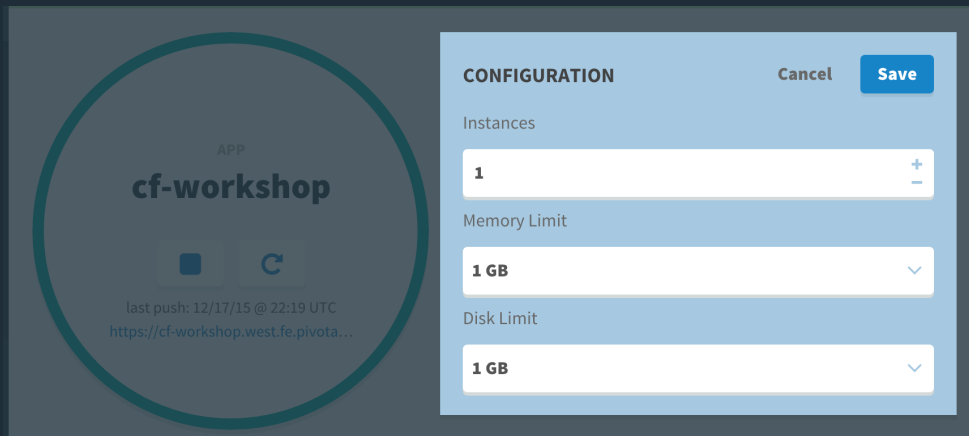 APP
cf-workshop
last push: 12/17/15 @ 22:19 UTC
https://cf-workshop.west.fe.pivota…
CONFIGURATION
Cancel
Save
Instances
1
Memory Limit
1 GB
Disk Limit
1 GB